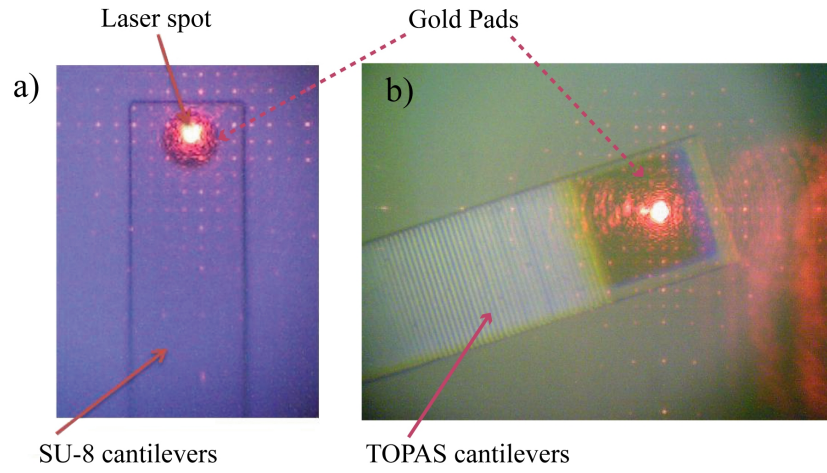 Laser spot
Gold Pads
a)
b)
SU-8 cantilevers
TOPAS cantilevers